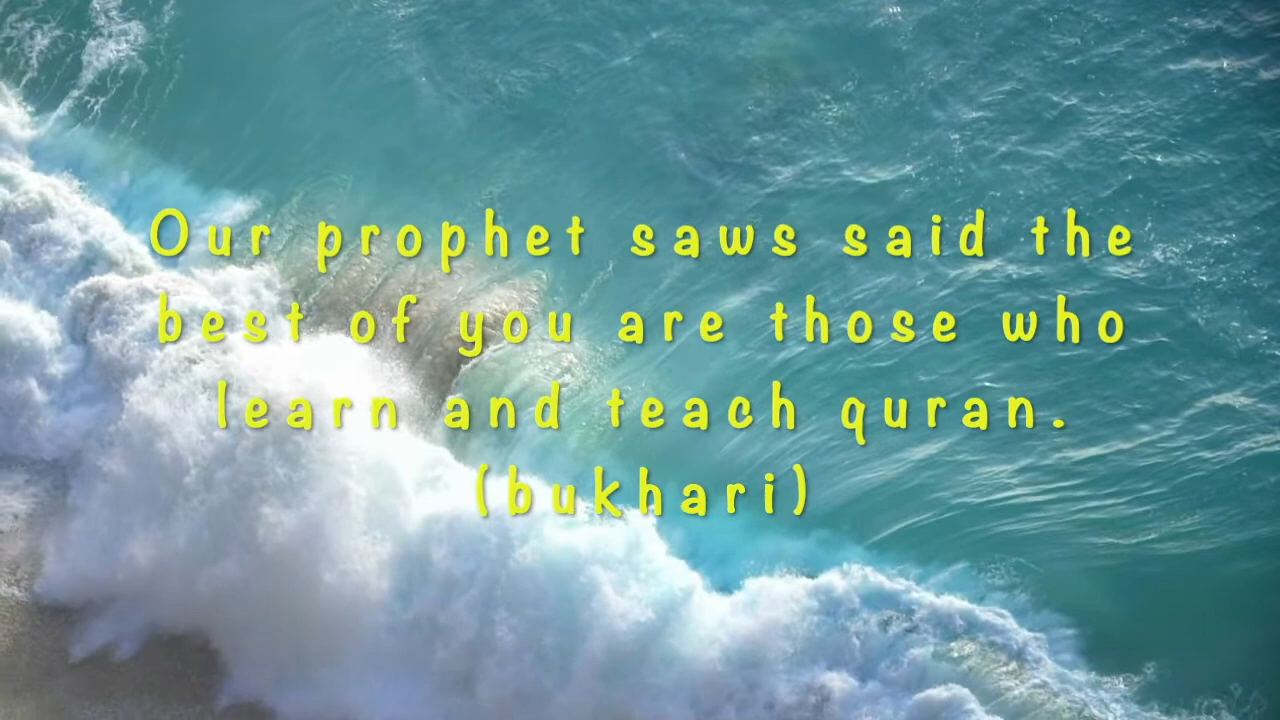 Our prophet saws said the
best of you are those who
learn and teach quran.
(bukhari)